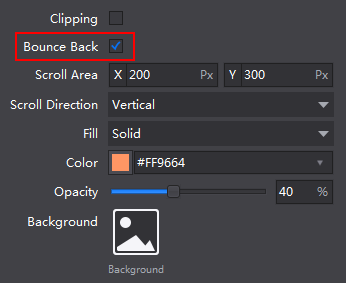 Clipping
Bounce Back
Scroll Area X 200 Px Y 300 Px
Scroll Direction Vertical
Fill Solid
Color #FF9664
Opacity 40 %
Background
Background